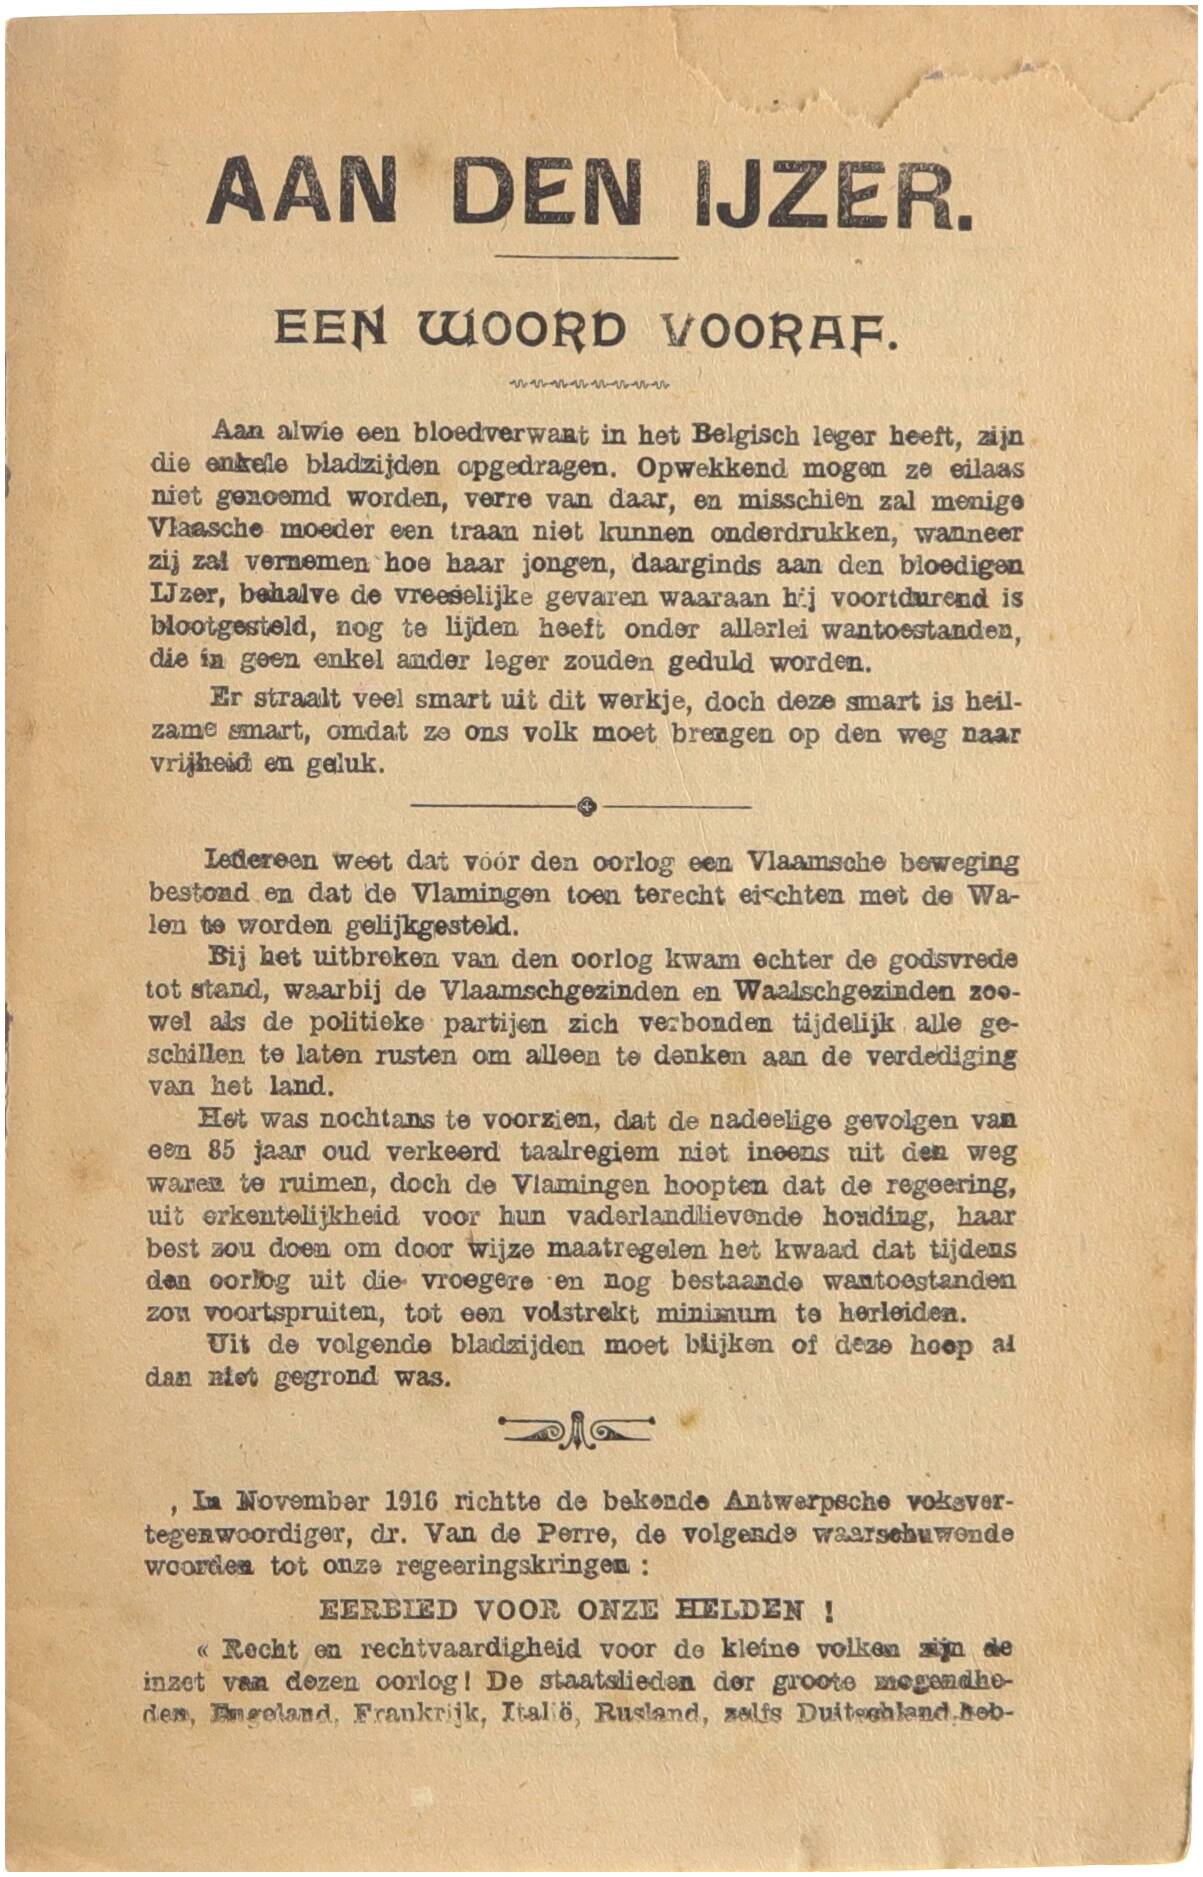 AAN DEN IJZER.
EEN WOORD VOORAF.
Aan alwie een bloedverwant in het Belgisch leger heeft, zijn
die enkele bladzijden opgedragen. Opwekkend mogen ze eilaas
niet genoemd worden, verre van daar, en misschien zal menige
Vlaasche moeder een traan niet kunnen onderdrukken, wanneer
zij zal vernemen hoe haar jongen, daarginds aan den bloedigen
IJzer, behalve de vreeselijke gevaren waaraan hij voortdurend is
blootgesteld, nog te lijden heeft onder allerlei wantoestanden,
die in geen enkel ander leger zouden geduld worden.
Er straalt veel smart uit dit werkje, doch deze smart is heil-
zame smart, omdat ze ons volk moet brengen op den weg naar
vrijheid en geluk.
Iedereen weet dat vóór den oorlog een Vlaamsche beweging
bestond en dat de Vlamingen toen terecht eischten met de Wa-
len te worden gelijkgesteld.
Bij het uitbreken van den oorlog kwam echter de godsvrede
tot stand, waarbij de Vlaamschgezinden en Waalschgezinden zoo-
wel als de politieke partijen zich verbonden tijdelijk alle ge-
schillen te laten rusten om alleen te denken aan de verdediging
van het land.
Het was nochtans te voorzien, dat de nadeelige gevolgen van
een 85 jaar oud verkeerd taalregiem niet ineens uit den weg
waren te ruimen, doch de Vlamingen hoopten dat de regeering,
uit erkentelijkheid voor hun vaderlandlievende houding, haar
best zou doen om door wijze maatregelen het kwaad dat tijdens
den oorlog uit die vroegere en nog bestaande wantoestanden
zou voortspruiten, tot een volstrekt minimum te herleiden.
Uit de volgende bladzijden moet blijken of deze hoop al
dan niet gegrond was.
, In November 1916 richtte de bekende Antwerpsche voksver-
tegenwoordiger, dr. Van de Perre, de volgende waarschuwende
woorden tot onze regeeringskringen :
EERBIED VOOR ONZE HELDEN !
« Recht en rechtvaardigheid voor de kleine volken zijn de
inzet van dezen oorlog! De staatslieden der groote mogendhe-
den, Engeland, Frankrijk, Italië, Rusland, zelfs Duitschland heb-